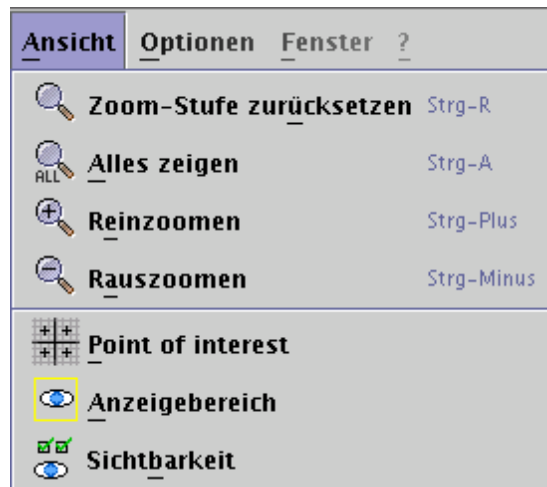 Ansicht Optionen Fenster ?
Zoom-Stufe zurücksetzen Strg-R
ALL Alles zeigen Strg-A
Reinzoomen Strg-Plus
Rauszoomen Strg-Minus
Point of interest
Anzeigebereich
Sichtbarkeit